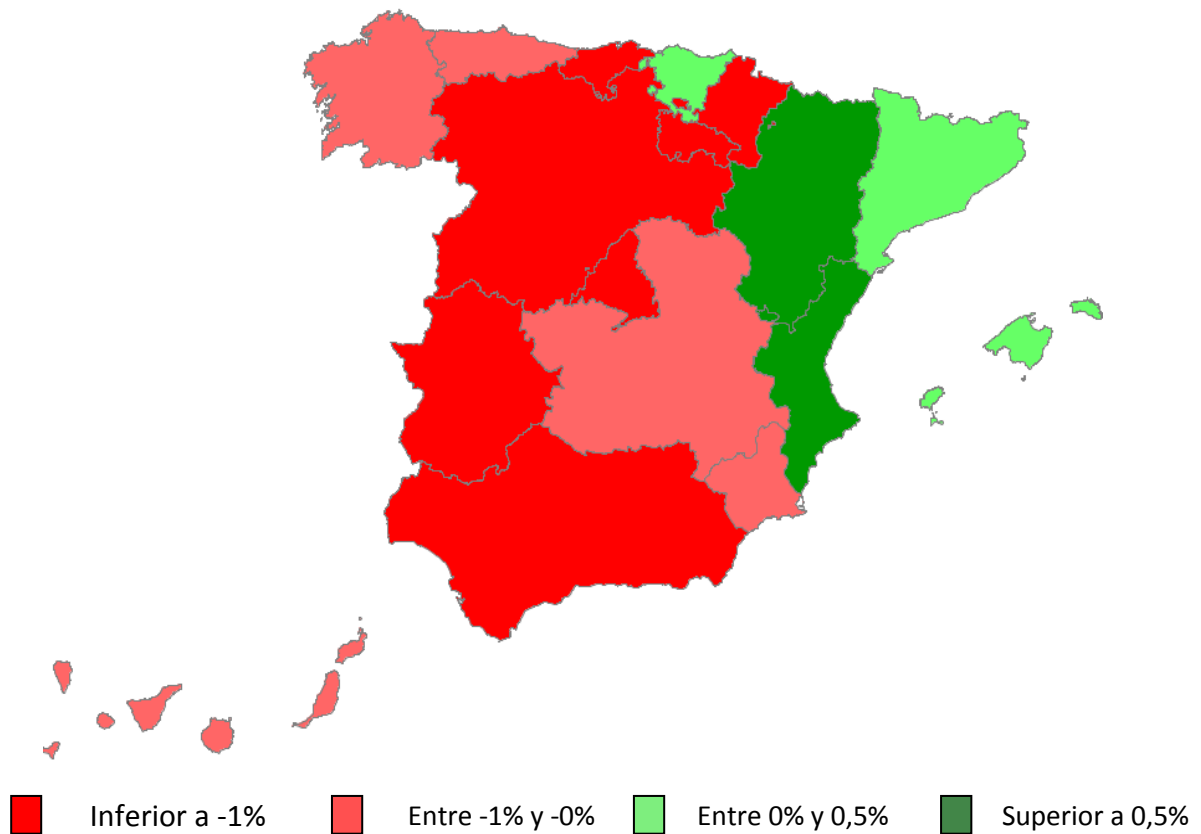 Inferior a -1%
Entre -1% y -0%
Entre 0% y 0,5%
Superior a 0,5%